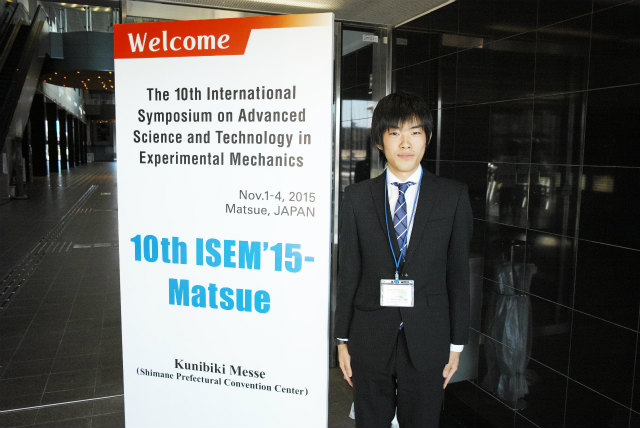 Welcome
The 10th International
Symposium on Advanced
Science and Technology in
Experimental Mechanics
Nov.1-4, 2015
Matsue, JAPAN
10th ISEM'15-
Matsue
Kunibiki Messe
(Shimane Prefectural Convention Center)